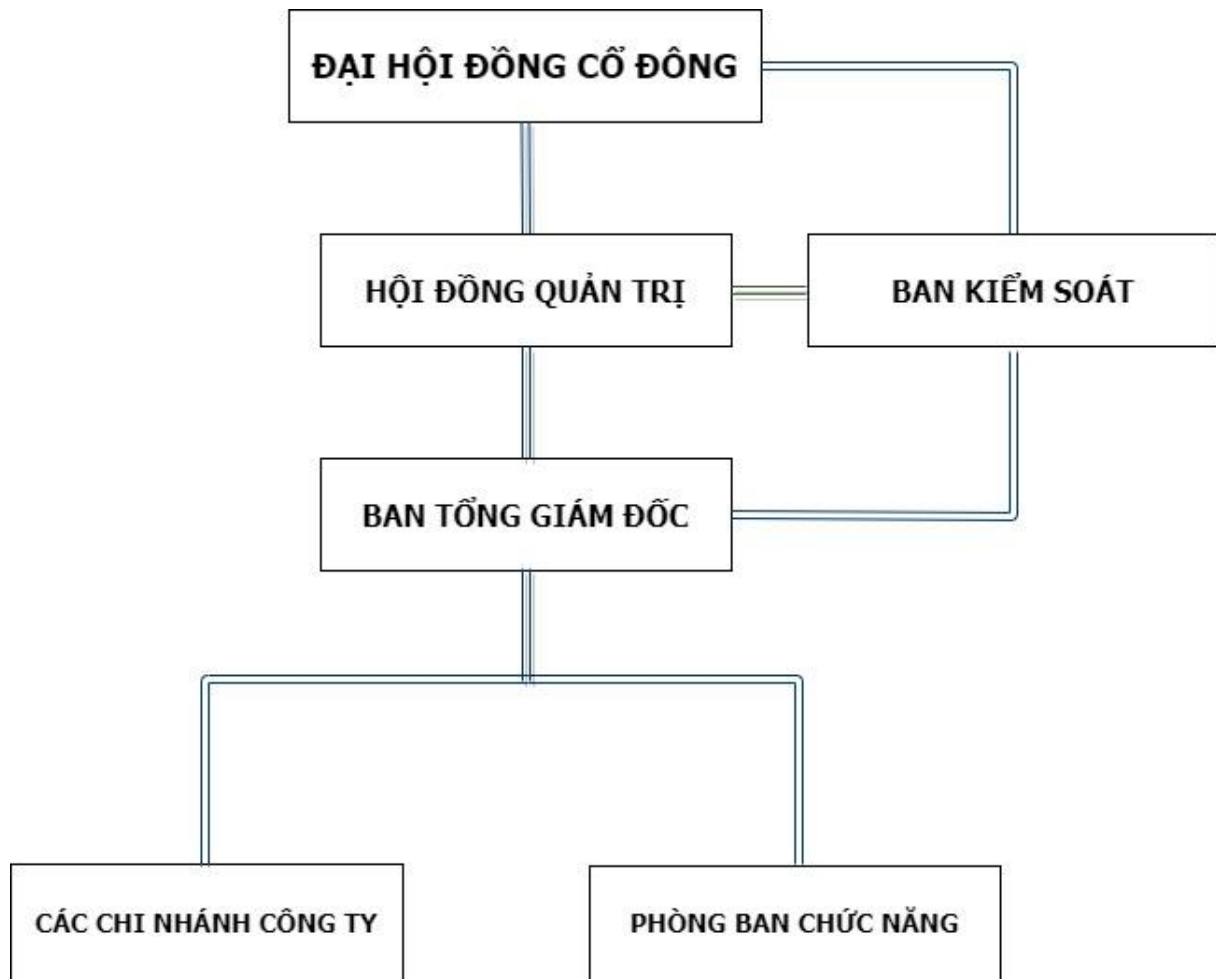 ĐẠI HỘI ĐỒNG CỔ ĐÔNG
HỘI ĐỒNG QUẢN TRỊ
BAN KIỂM SOÁT
BAN TỔNG GIÁM ĐỐC
CÁC CHI NHÁNH CÔNG TY
PHÒNG BAN CHỨC NĂNG